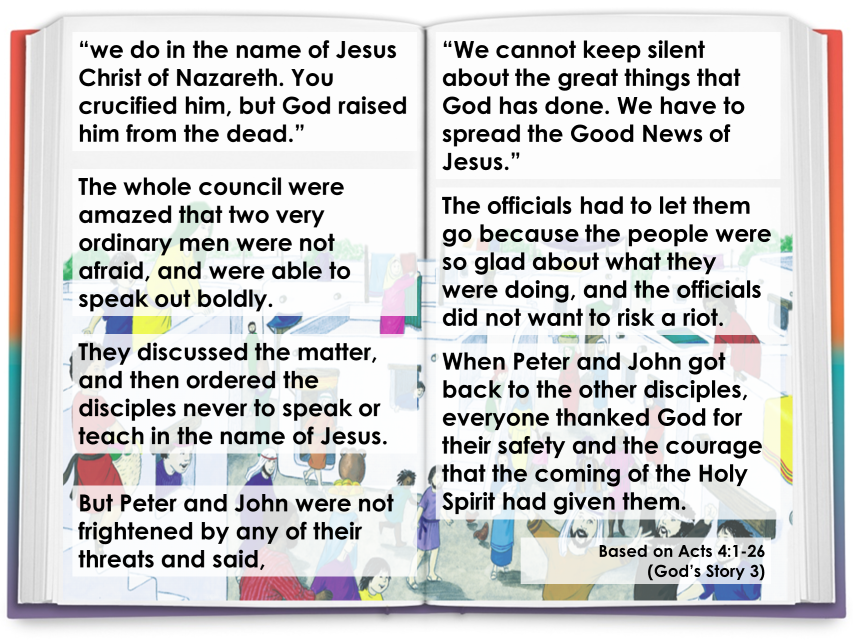 “we do in the name of Jesus
Christ of Nazareth. You
crucified him, but God raised
him from the dead.”
The whole council were
amazed that two very
ordinary men were not
afraid, and were able to
speak out boldly.
They discussed the matter,
and then ordered the
disciples never to speak or
teach in the name of Jesus.
But Peter and John were not
frightened by any of their
threats and said,
“We cannot keep silent
about the great things that
God has done. We have to
spread the Good News of
Jesus.”
The officials had to let them
go because the people were
so glad about what they
were doing, and the officials
did not want to risk a riot.
When Peter and John got
back to the other disciples,
everyone thanked God for
their safety and the courage
that the coming of the Holy
Spirit had given them.
Based on Acts 4:1-26
(God’s Story 3)